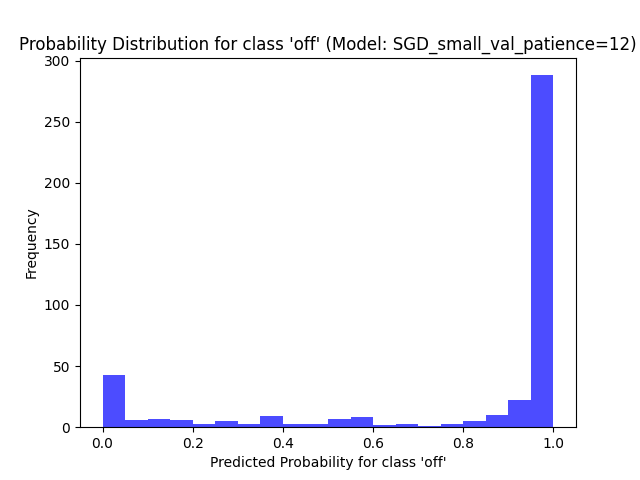 Probability Distribution for class 'off' (Model: SGD_small_val_patience=12)
300
250
200
150
100
50
0
Frequency
0.0 0.2 0.4 0.6 0.8 1.0
Predicted Probability for class 'off'